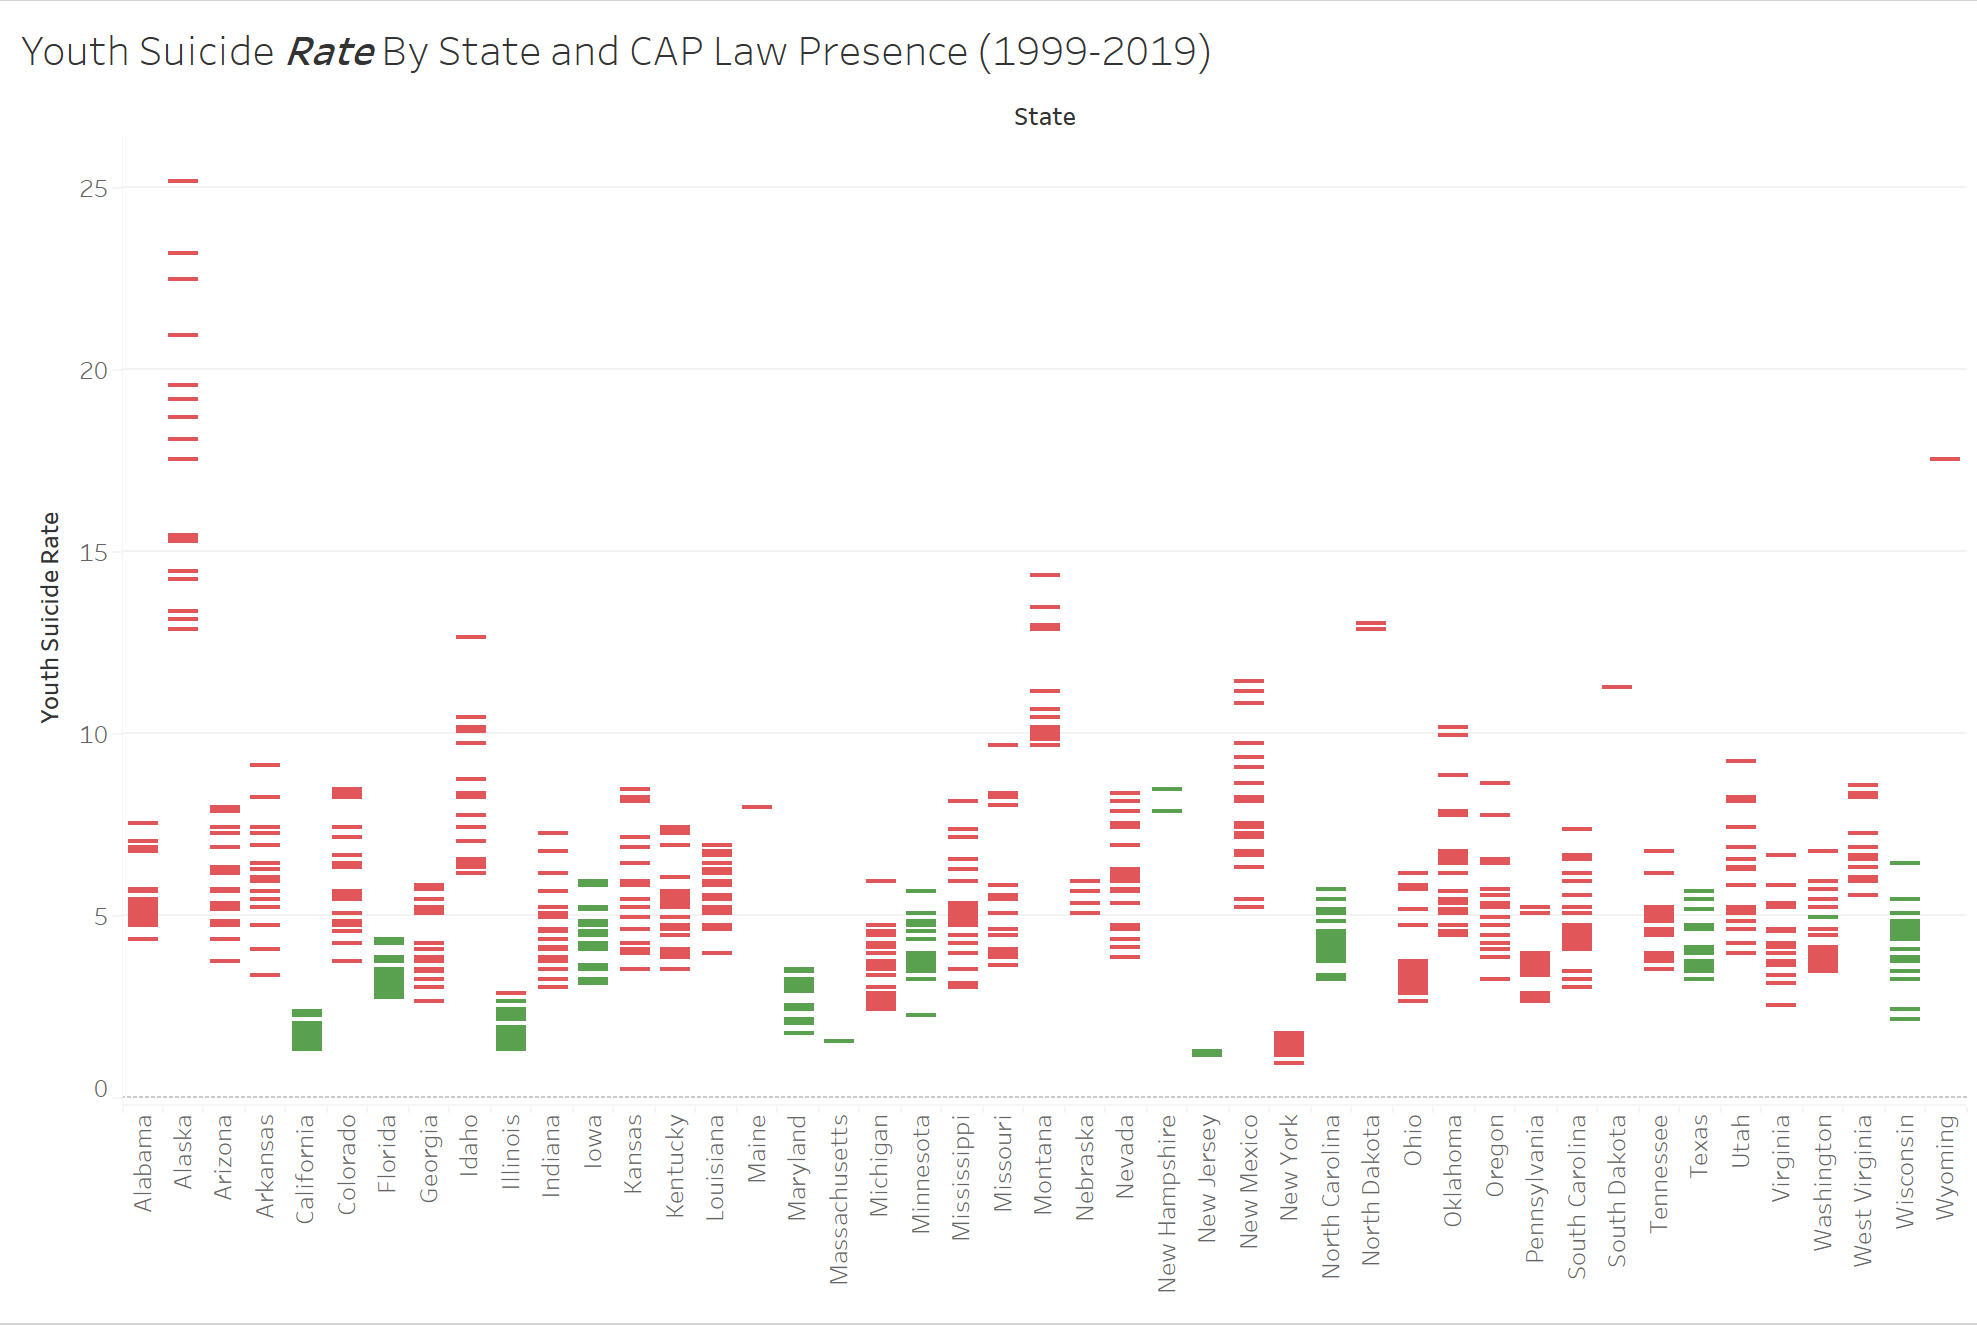 Youth Suicide Rate By State and CAP Law Presence (1999-2019)
State
Youth Suicide Rate
25
20
15
10
5
0
Alabama
Alaska
Arizona
Arkansas
California
Colorado
Florida
Georgia
Idaho
Illinois
Indiana
Iowa
Kansas
Kentucky
Louisiana
Maine
Maryland
Massachusetts
Michigan
Minnesota
Mississippi
Missouri
Montana
Nebraska
Nevada
New Hampshire
New Jersey
New Mexico
New York
North Carolina
North Dakota
Ohio
Oklahoma
Oregon
Pennsylvania
South Carolina
South Dakota
Tennessee
Texas
Utah
Virginia
Washington
West Virginia
Wisconsin
Wyoming